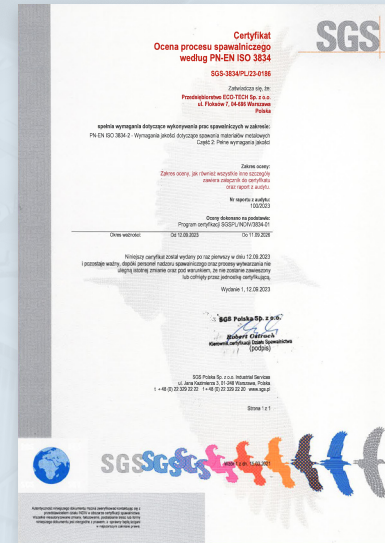 SGS
Certyfikat
Ocena procesu spawalniczego
według PN-EN ISO 3834
SGS-3834/PL/23-0186
Zaświadcza się, że:
Przedsiębiorstwo ECO-TECH Sp. z o.o.
ul. Floksów 7, 04-686 Warszawa
Polska
spełnia wymagania dotyczące wykonywania prac spawalniczych w zakresie:
PN-EN ISO 3834-2 - Wymagania jakości dotyczące spawania materiałów metalowych
Część 2: Pełne wymagania jakości
Zakres oceny:
Zakres oceny, jak również wszystkie inne szczegóły
zawiera załącznik do certyfikatu
oraz raport z audytu.
Nr raportu z audytu:
100/2023
Oceny dokonano na podstawie:
Program certyfikacji SGSPL/INDIV/3834-01
Okres ważności: Od 12.09.2023 Do 11.09.2026
Niniejszy certyfikat został wydany po raz pierwszy w dniu 12.09.2023
i pozostaje ważny, dopóki personel nadzoru spawalniczego oraz procesy wytwarzania nie
ulegną istotnej zmianie oraz pod warunkiem, że nie zostanie zawieszony
lub cofnięty przez jednostkę certyfikującą.
Wydanie 1, 12.09.2023
SGS Polska Sp. z o.o.
Robert
Kierownik certyfikacji Działu Spawalnictwa
(podpis)
SGS Polska Sp. z o.o. Industrial Services
ul. Jana Kazimierza 3, 01-248 Warszawa, Polska
t +48 (0) 22 329 22 22 f +48 (0) 22 329 22 20 www.sgs.pl
Strona 1 z 1
SGS SGS